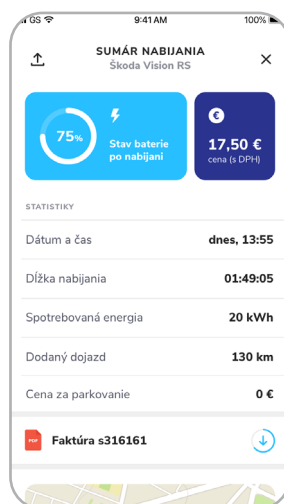 GS 9:41 AM 100%
SUMÁR NABIJANIA
Škoda Vision RS
75%
Stav baterie
po nabijani
€
17,50 €
cena (s DPH)
STATISTIKY
Dátum a čas dnes, 13:55
Dĺžka nabijania 01:49:05
Spotrebovaná energia 20 kWh
Dodaný dojazd 130 km
Cena za parkovanie 0 €
PDF Faktúra s316161